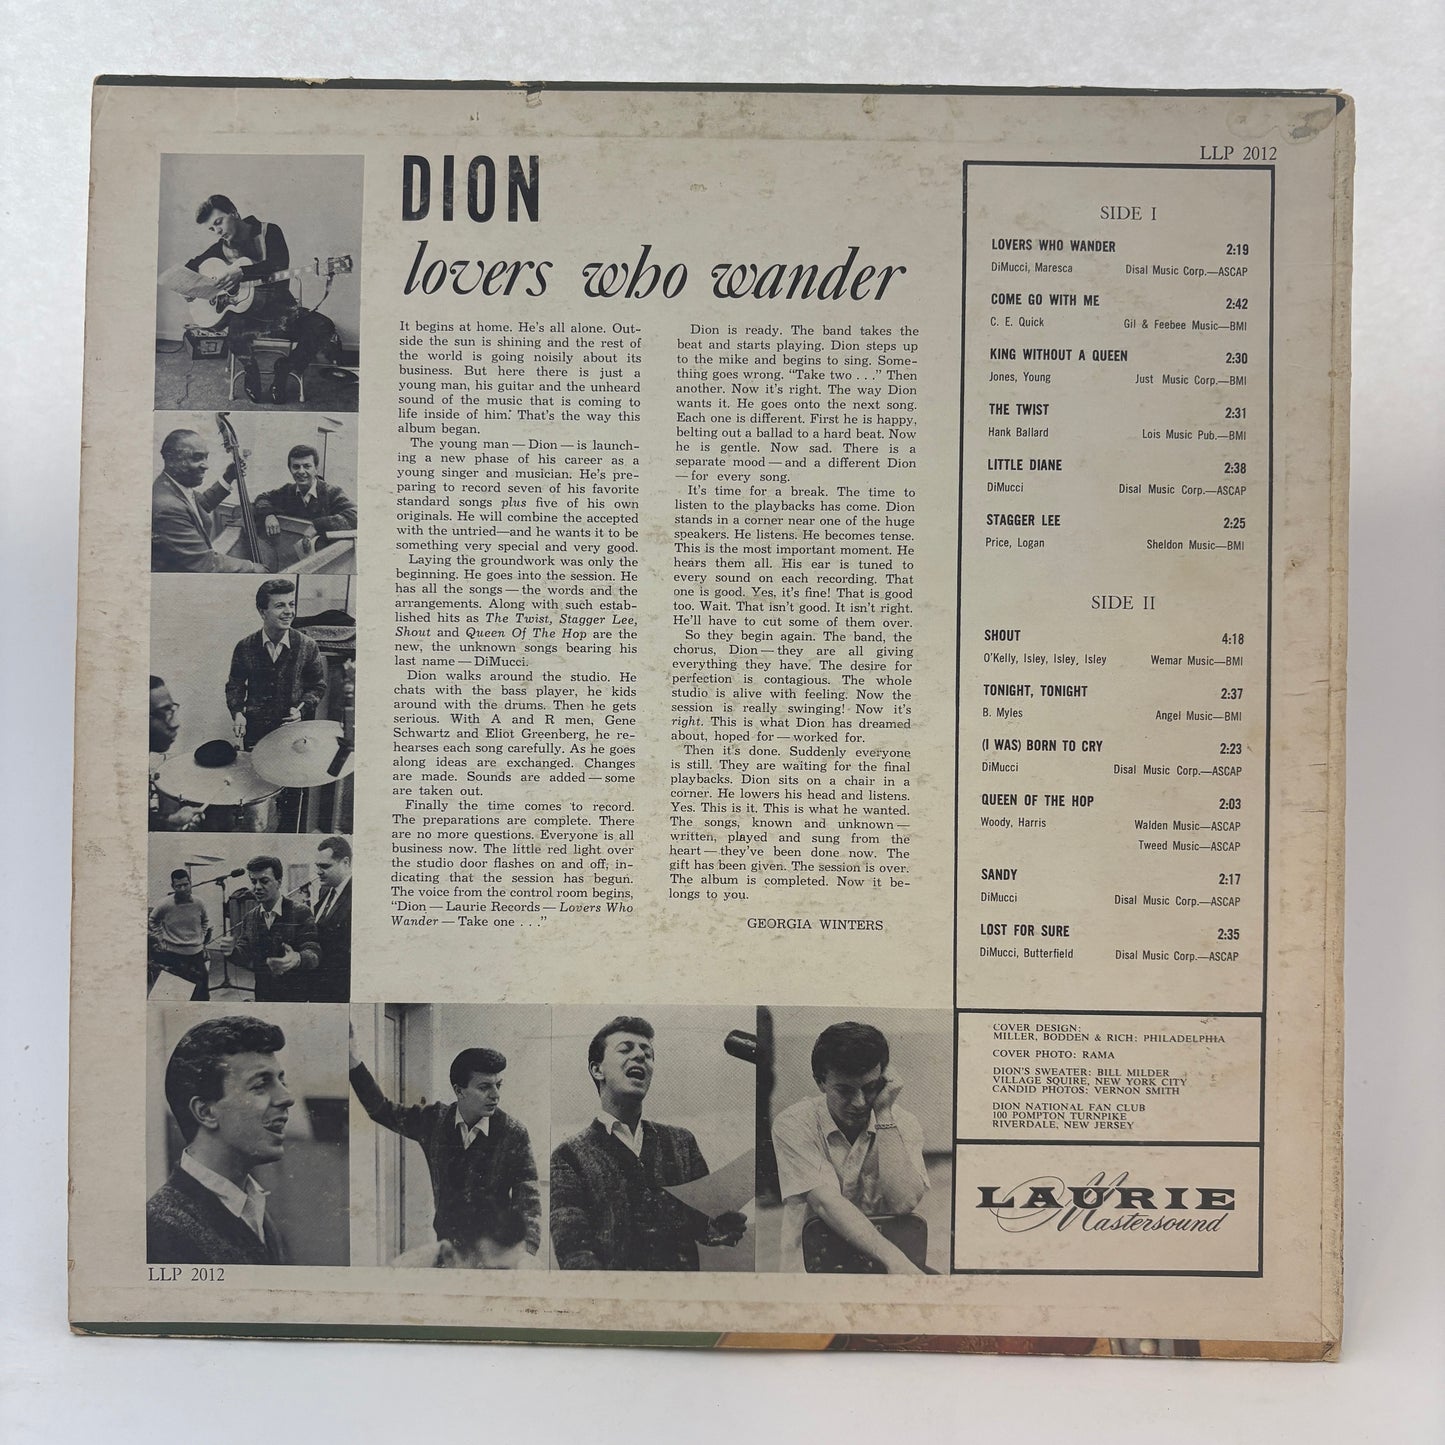 LLP 2012
DION
lovers who wander
It begins at home. He's all alone. Out-
side the sun is shining and the rest of
the world is going noisily about its
business. But here there is just a
young man, his guitar and the unheard
sound of the music that is coming to
life inside of him. That's the way this
album began.
The young man — Dion — is launch-
ing a new phase of his career as a
young singer and musician. He's pre-
paring to record seven of his favorite
standard songs plus five of his own
originals. He will combine the accepted
with the untried—and he wants it to be
something very special and very good.
Laying the groundwork was only the
beginning. He goes into the session. He
has all the songs — the words and the
arrangements. Along with such estab-
lished hits as The Twist, Stagger Lee,
Shout and Queen Of The Hop are the
new, the unknown songs bearing his
last name — DiMucci.
Dion walks around the studio. He
chats with the bass player, he kids
around with the drums. Then he gets
serious. With A and R men, Gene
Schwartz and Eliot Greenberg, he re-
hearses each song carefully. As he goes
along ideas are exchanged. Changes
are made. Sounds are added — some
are taken out.
Finally the time comes to record.
The preparations are complete. There
are no more questions. Everyone is all
business now. The little red light over
the studio door flashes on and off, in-
dicating that the session has begun.
The voice from the control room begins,
"Dion — Laurie Records — Lovers Who
Wander — Take one . . ."
Dion is ready. The band takes the
beat and starts playing. Dion steps up
to the mike and begins to sing. Some-
thing goes wrong. "Take two . . ." Then
another. Now it's right. The way Dion
wants it. He goes onto the next song.
Each one is different. First he is happy,
belting out a ballad to a hard beat. Now
he is gentle. Now sad. There is a
separate mood — and a different Dion
— for every song.
It's time for a break. The time to
listen to the playbacks has come. Dion
stands in a corner near one of the huge
speakers. He listens. He becomes tense.
This is the most important moment. He
hears them all. His ear is tuned to
every sound on each recording. That
one is good. Yes, it's fine! That is good
too. Wait. That isn't good. It isn't right.
He'll have to cut some of them over.
So they begin again. The band, the
chorus, Dion — they are all giving
everything they have. The desire for
perfection is contagious. The whole
studio is alive with feeling. Now the
session is really swinging! Now it's
right. This is what Dion has dreamed
about, hoped for — worked for.
Then it's done. Suddenly everyone
is still. They are waiting for the final
playbacks. Dion sits on a chair in a
corner. He lowers his head and listens.
Yes. This is it. This is what he wanted.
The songs, known and unknown —
written, played and sung from the
heart — they've been done now. The
gift has been given. The session is over.
The album is completed. Now it be-
longs to you.
GEORGIA WINTERS
SIDE I
LOVERS WHO WANDER 2:19
DiMucci, Maresca Disal Music Corp.—ASCAP
COME GO WITH ME 2:42
C. E. Quick Gil & Feebee Music—BMI
KING WITHOUT A QUEEN 2:30
Jones, Young Just Music Corp.—BMI
THE TWIST 2:31
Hank Ballard Lois Music Pub.—BMI
LITTLE DIANE 2:38
DiMucci Disal Music Corp.—ASCAP
STAGGER LEE 2:25
Price, Logan Sheldon Music—BMI
SIDE II
SHOUT 4:18
O'Kelly, Isley, Isley, Isley Wemar Music—BMI
TONIGHT, TONIGHT 2:37
B. Myles Angel Music—BMI
(I WAS) BORN TO CRY 2:23
DiMucci Disal Music Corp.—ASCAP
QUEEN OF THE HOP 2:03
Woody, Harris Walden Music—ASCAP
Tweed Music—ASCAP
SANDY 2:17
DiMucci Disal Music Corp.—ASCAP
LOST FOR SURE 2:35
DiMucci, Butterfield Disal Music Corp.—ASCAP
COVER DESIGN:
MILLER, BODDEN & RICH: PHILADELPHIA
COVER PHOTO: RAMA
DION'S SWEATER: BILL MILDER
VILLAGE SQUIRE, NEW YORK CITY
CANDID PHOTOS: VERNON SMITH
DION NATIONAL FAN CLUB
100 POMPTON TURNPIKE
RIVERDALE, NEW JERSEY
LAURIE
Mastersound
LLP 2012